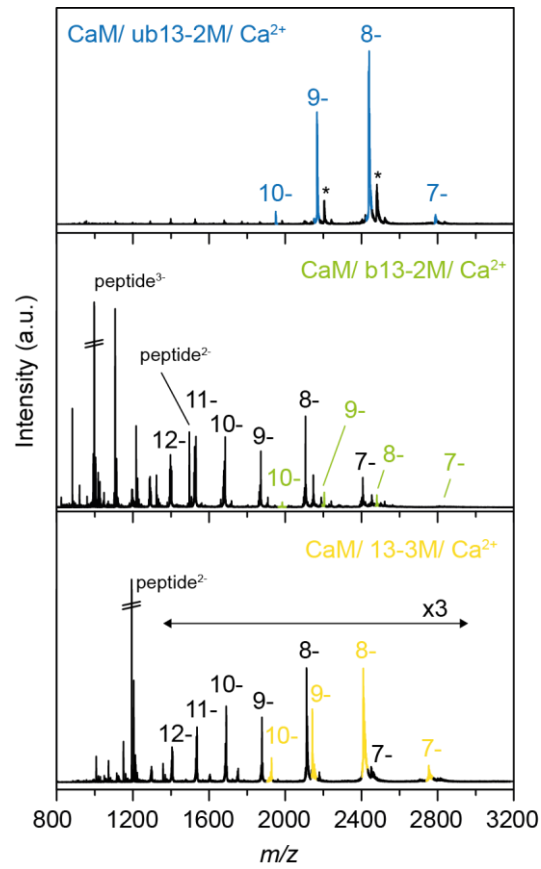 CaM/ ub13-2M/ Ca²⁺
8-
9-
* *
10-
7-
CaM/ b13-2M/ Ca²⁺
peptide³⁻
peptide²⁻
11-
12-
10-
9-
8-
9-
10-
7-
8-
7-
CaM/ 13-3M/ Ca²⁺
peptide²⁻
x3
8-
8-
10-
9-
9-
11-
12-
10-
7-
7-
Intensity (a.u.)
800 1200 1600 2000 2400 2800 3200
m/z